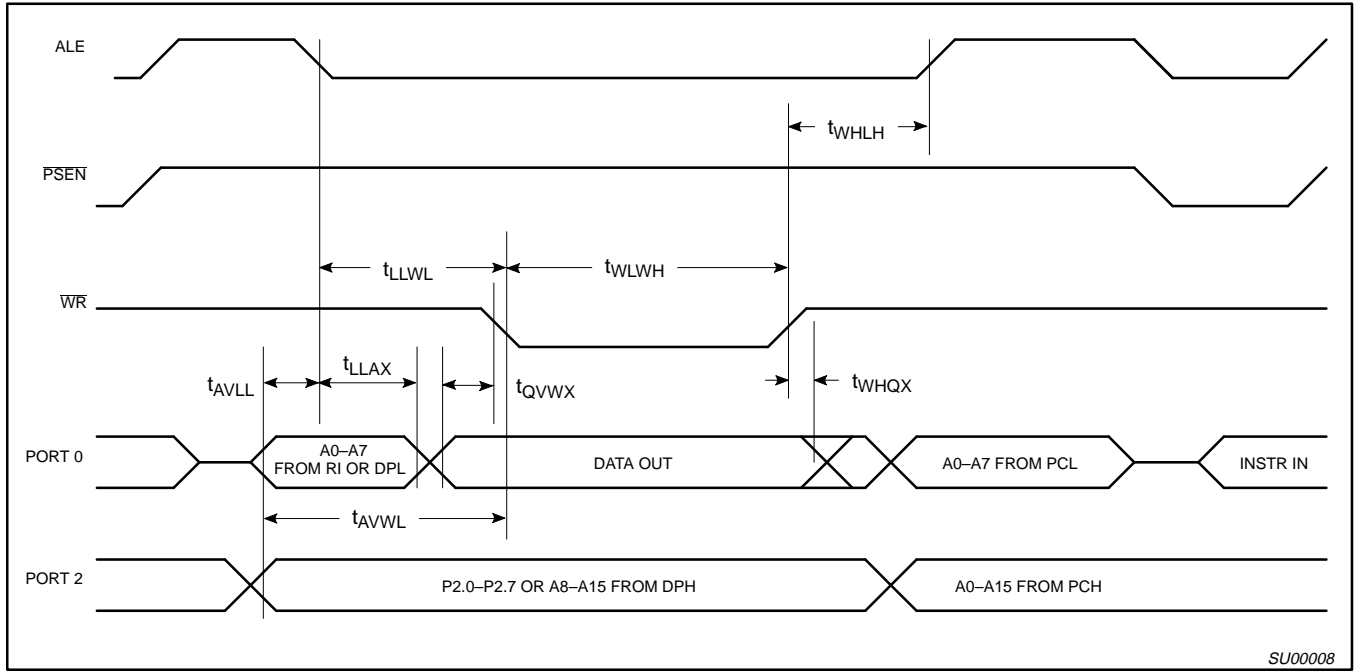 ALE
tWHLH
PSEN
tLLWL
tWLWH
WR
tLLAX
tAVLL
tQVWX
tWHQX
PORT 0
A0–A7
FROM RI OR DPL
DATA OUT
A0–A7 FROM PCL
INSTR IN
tAVWL
PORT 2
P2.0–P2.7 OR A8–A15 FROM DPH
A0–A15 FROM PCH
SU00008